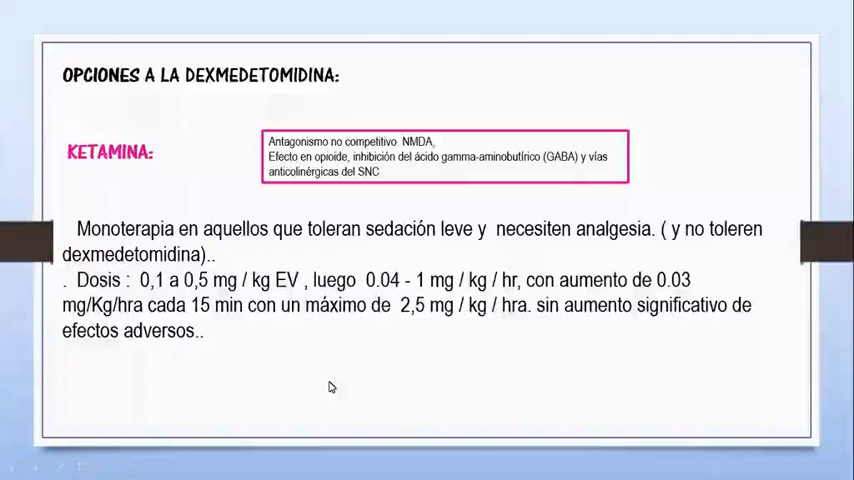 OPCIONES A LA DEXMEDETOMIDINA:
KETAMINA:
Antagonismo no competitivo NMDA,
Efecto en opioide, inhibición del ácido gamma-aminobutírico (GABA) y vías
anticolinérgicas del SNC
Monoterapia en aquellos que toleran sedación leve y necesiten analgesia. ( y no toleren
dexmedetomidina)..
. Dosis : 0,1 a 0,5 mg / kg EV , luego 0.04 - 1 mg / kg / hr, con aumento de 0.03
mg/Kg/hra cada 15 min con un máximo de 2,5 mg / kg / hra. sin aumento significativo de
efectos adversos..